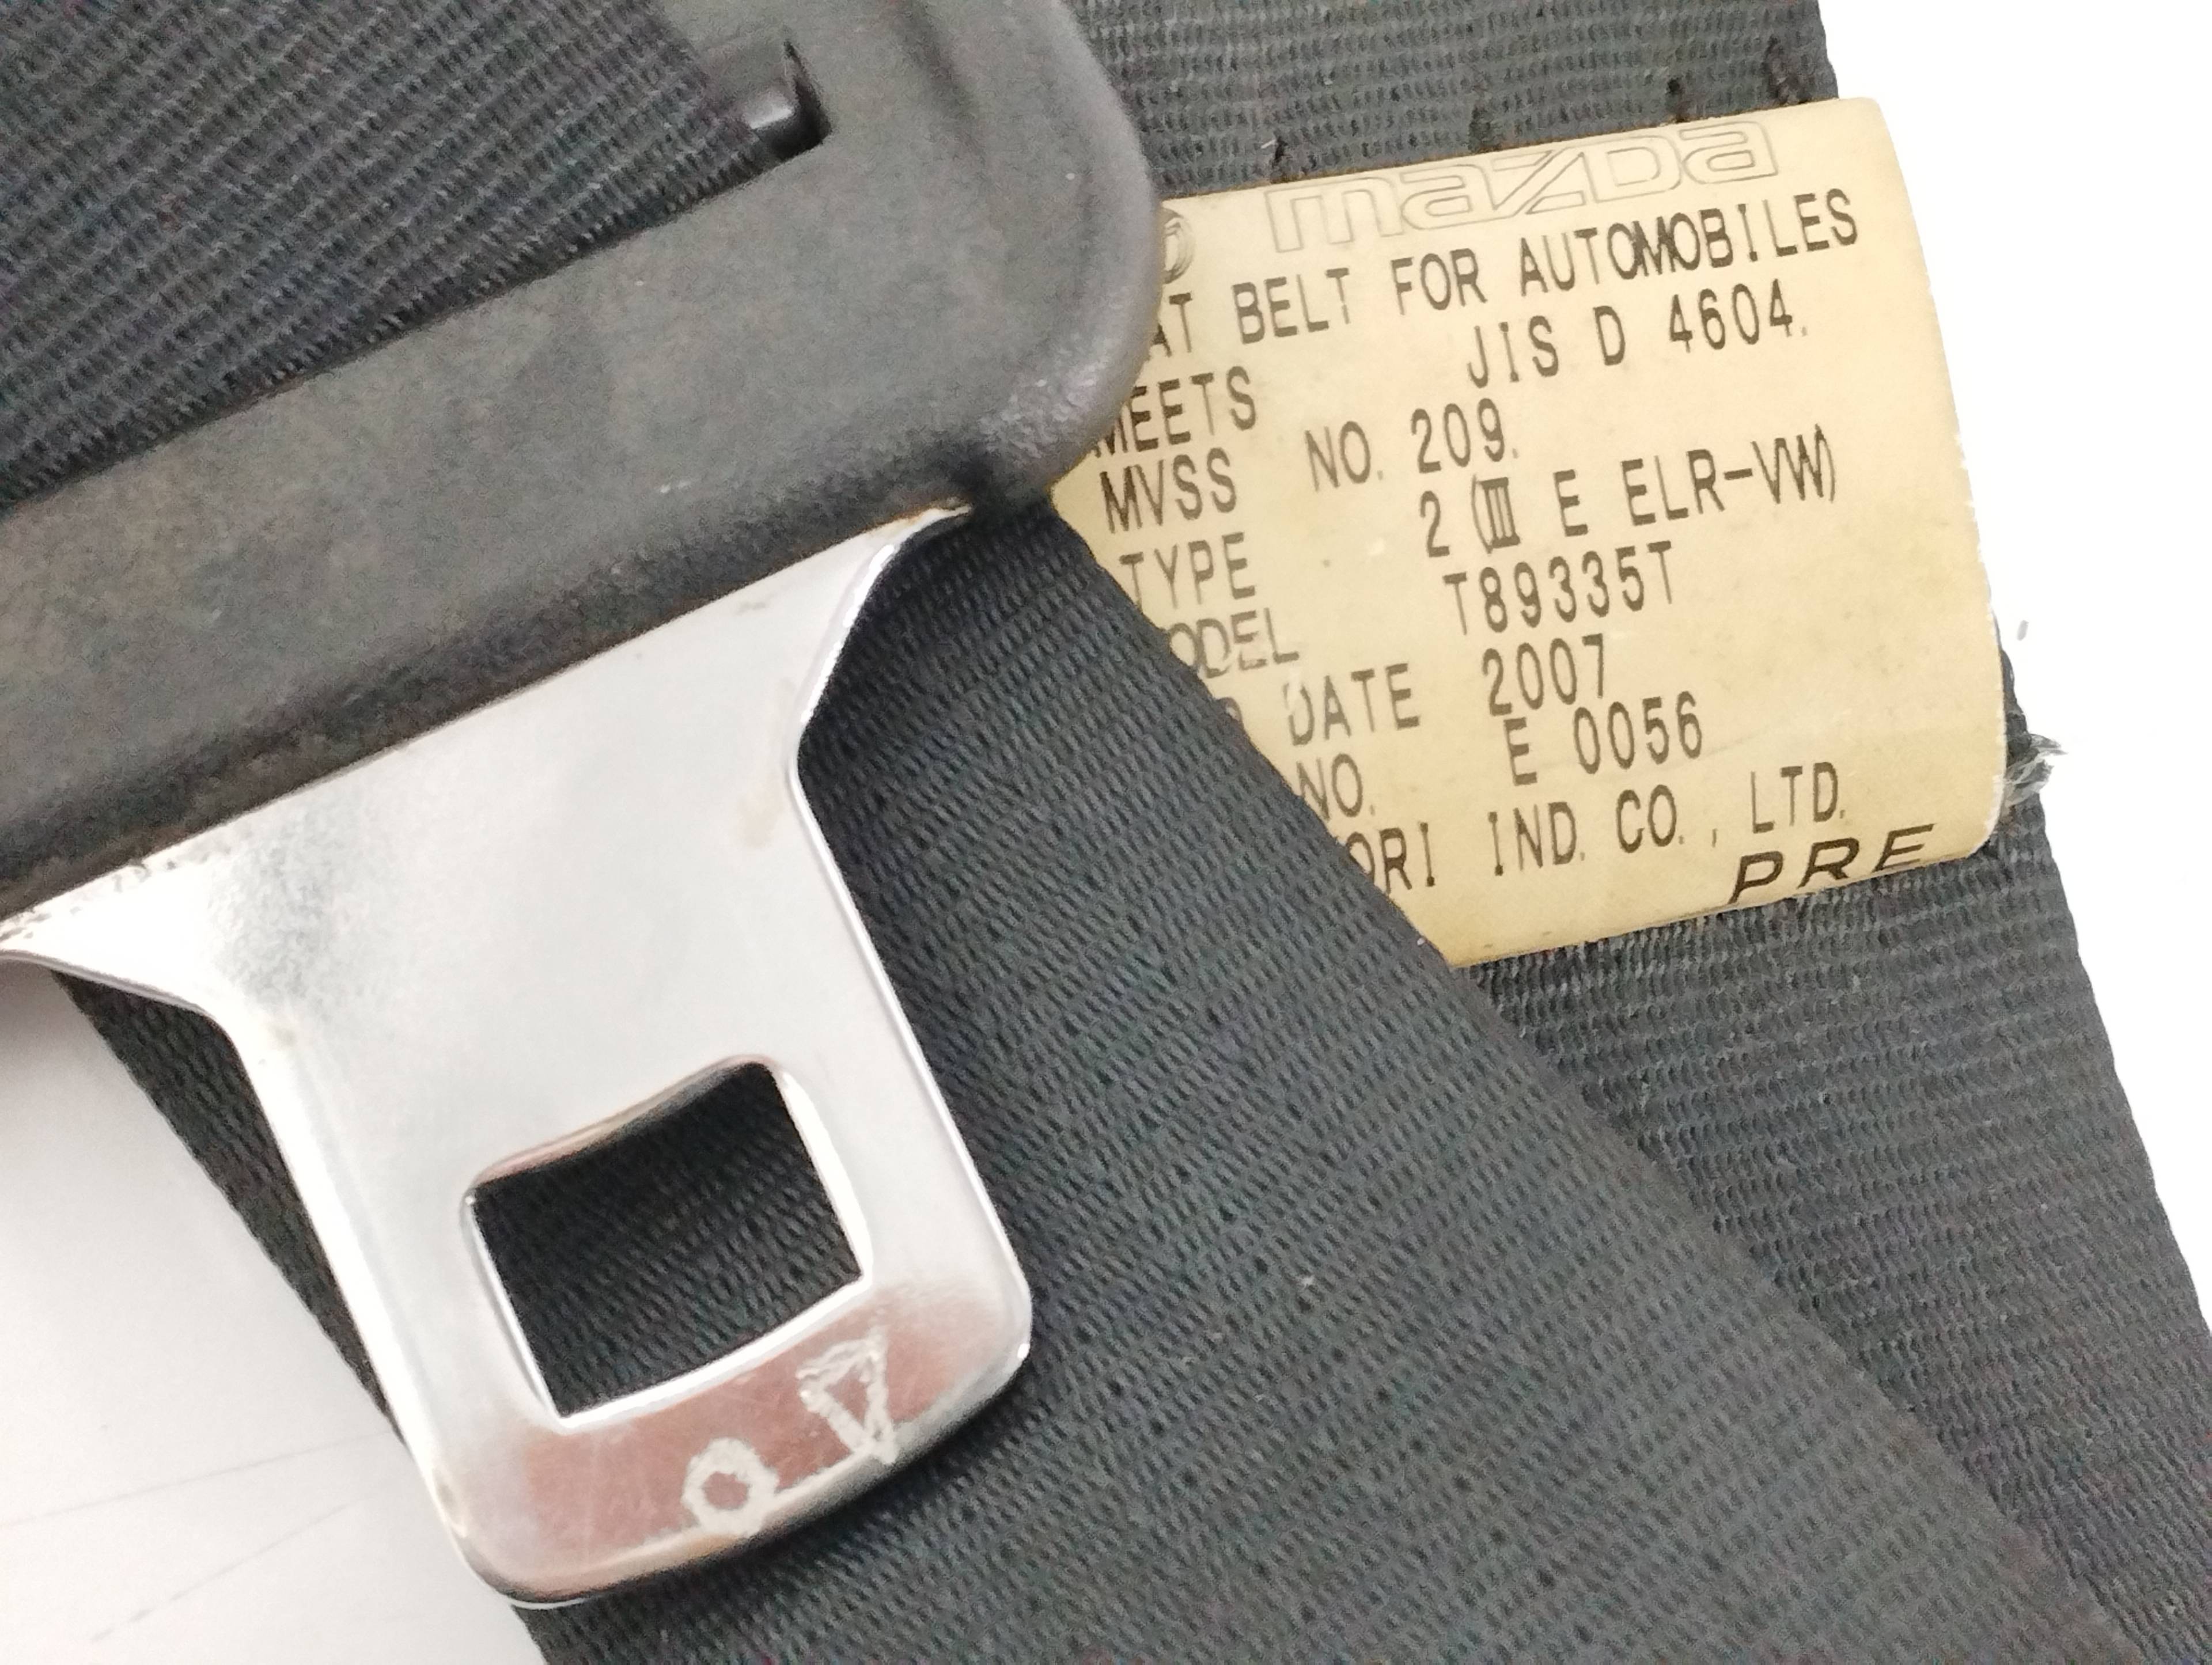 mazda
AT BELT FOR AUTOMOBILES
MEETS JIS D 4604.
MVSS NO. 209.
TYPE 2 (Ⅲ E ELR-VW)
ODEL T89335T
DATE 2007
NO. E 0056
ORI IND. CO., LTD.
PRE